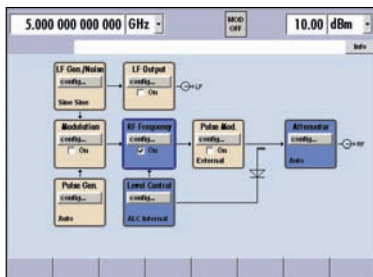 5.000 000 000 000 GHz
MOD OFF
10.00 dBm
Info
LF Gen./Noise
config...
Sine Sine
LF Output
config...
On
LF
Modulation
config...
On
RF Frequency
config...
On
Pulse Mod.
config...
On
External
Attenuator
config...
Auto
RF
Pulse Gen.
config...
Auto
Level Control
config...
ALC Internal